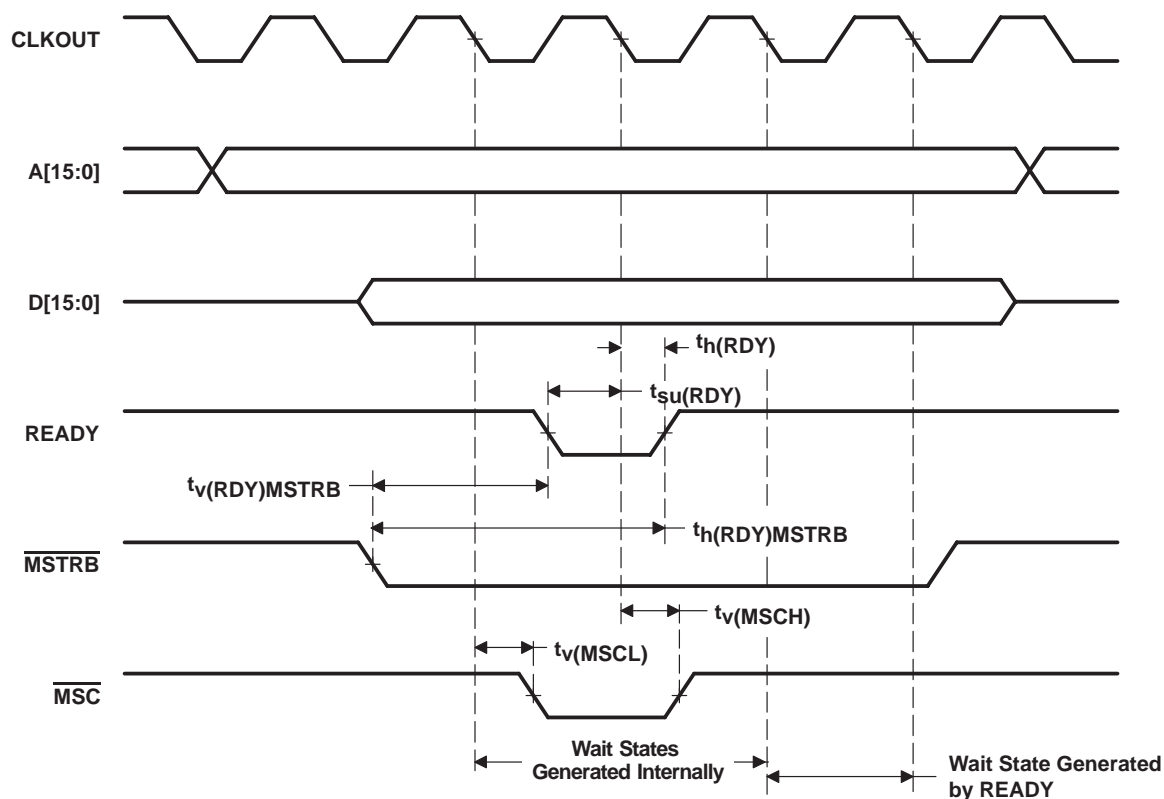 CLKOUT
A[15:0]
D[15:0]
th(RDY)
tsu(RDY)
READY
tv(RDY)MSTRB
th(RDY)MSTRB
MSTRB
tv(MSCH)
tv(MSCL)
MSC
Wait States
Generated Internally
Wait State Generated
by READY